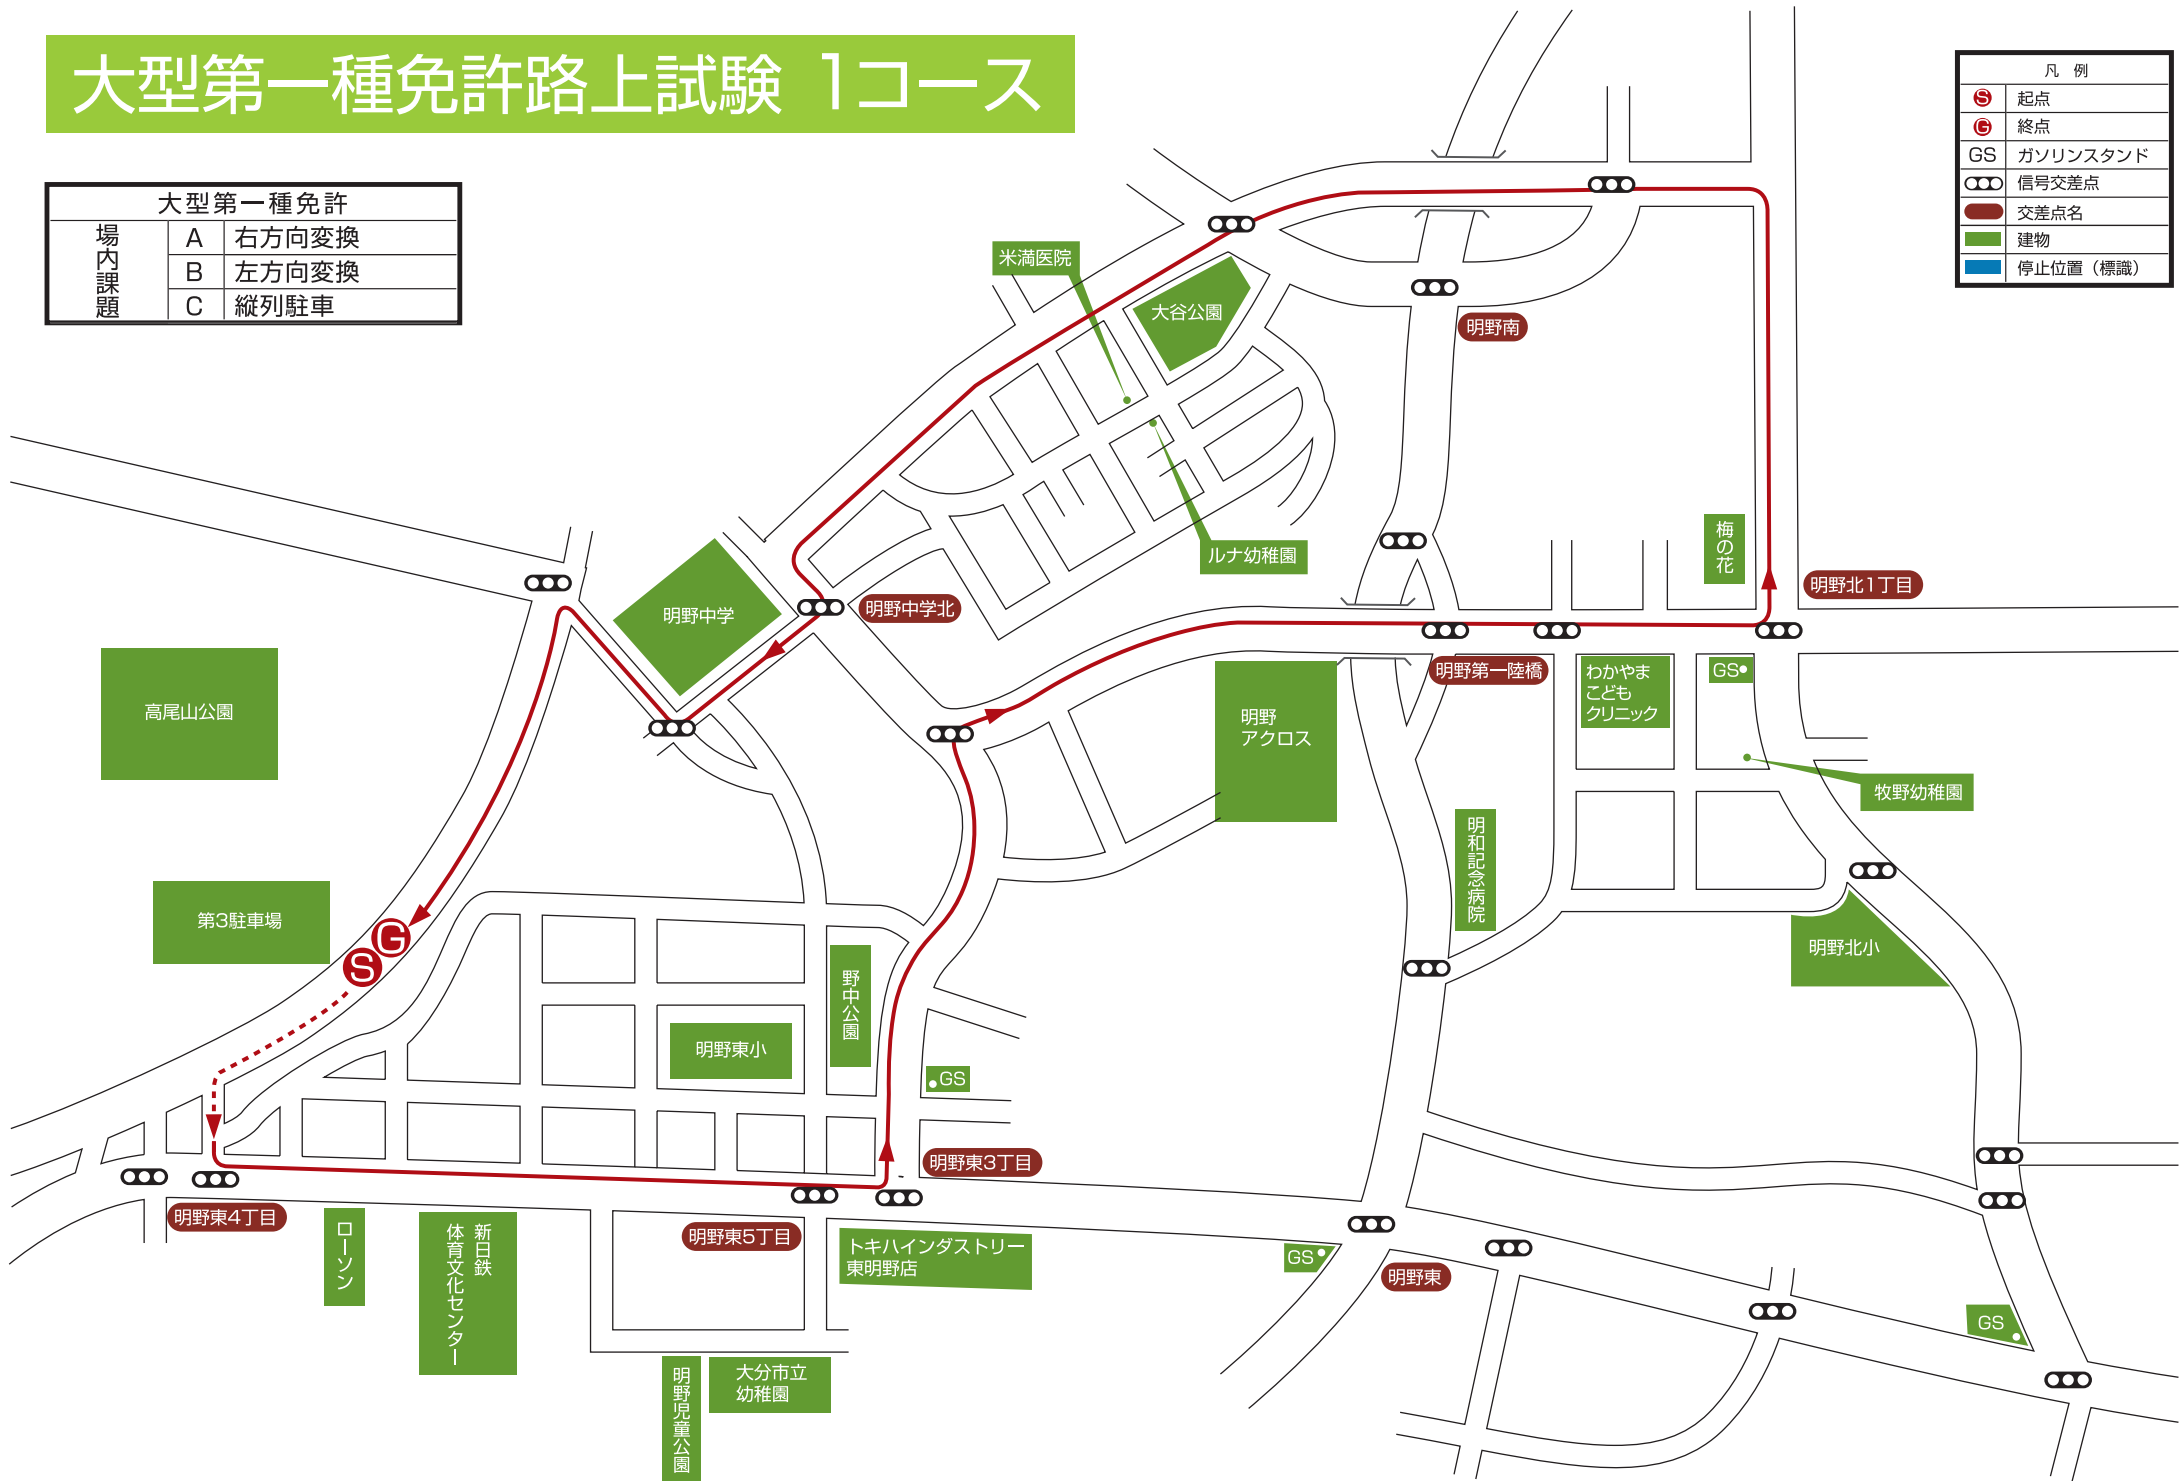 大型第一種免許路上試験 1コース
大型第一種免許
場内課題
A 右方向変換
B 左方向変換
C 縦列駐車
凡 例
S 起点
G 終点
GS ガソリンスタンド
信号交差点
交差点名
建物
停止位置（標識）
米満医院
大谷公園
明野南
ルナ幼稚園
梅の花
明野北1丁目
明野中学
明野中学北
高尾山公園
明野第一陸橋
わかやま
こども
クリニック
GS
明野
アクロス
牧野幼稚園
明和記念病院
第3駐車場
G
S
野中公園
明野北小
明野東小
GS
明野東3丁目
明野東4丁目
ローソン
新日鉄
体育文化センター
明野東5丁目
トキハインダストリー
東明野店
GS
明野東
GS
明野児童公園
大分市立
幼稚園